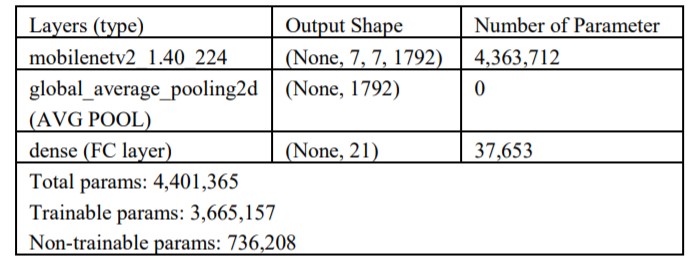 Layers (type) Output Shape Number of Parameter
mobilenetv2_1.40_224 (None, 7, 7, 1792) 4,363,712
global_average_pooling2d (None, 1792) 0
(AVG POOL)
dense (FC layer) (None, 21) 37,653
Total params: 4,401,365
Trainable params: 3,665,157
Non-trainable params: 736,208